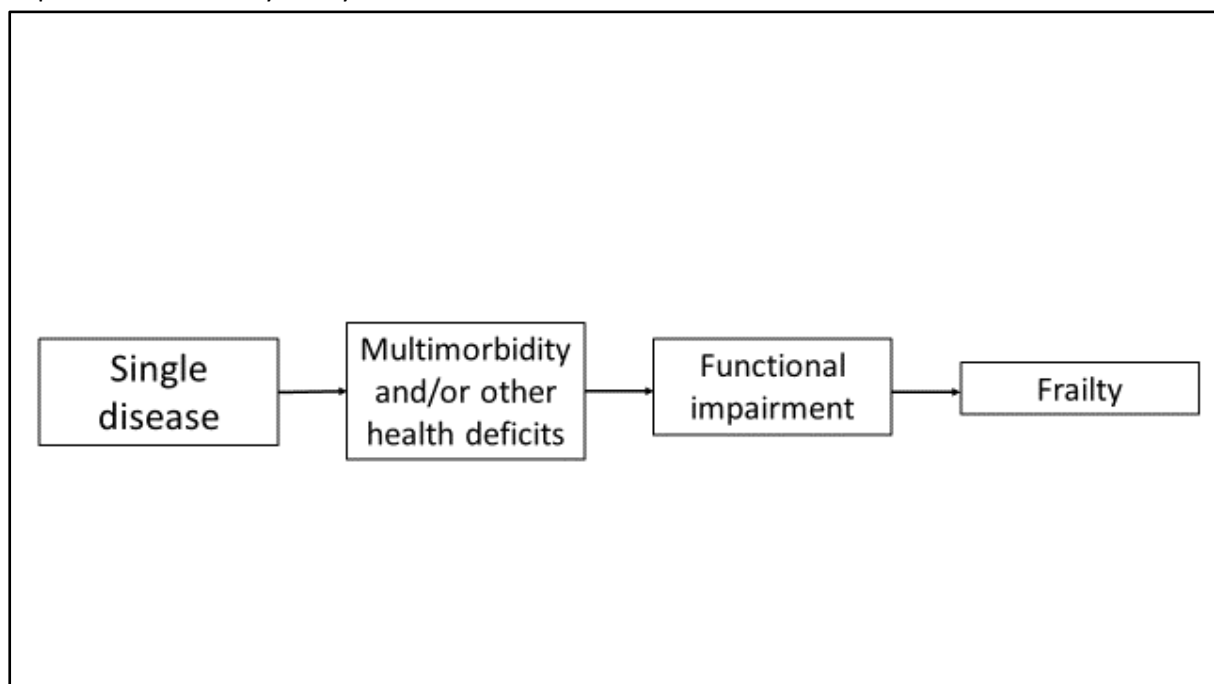 Single
disease
Multimorbidity
and/or other
health deficits
Functional
impairment
Frailty